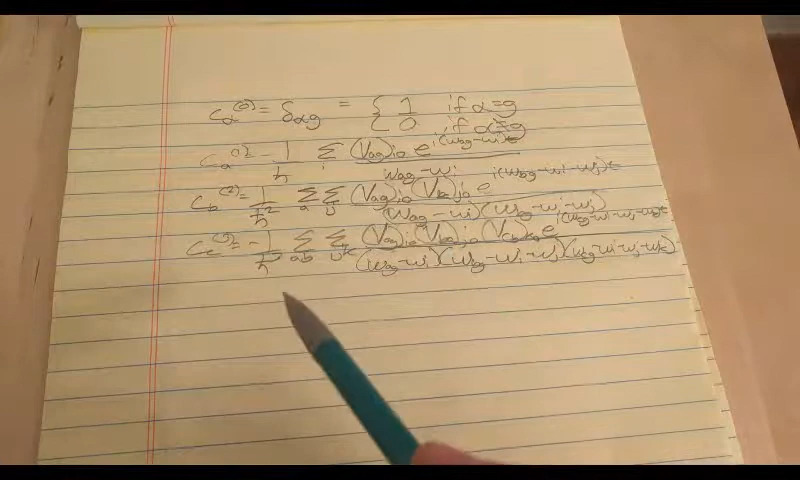 c_α^(0) = δ_αg = { 1 if α=g
{ 0 if α≠g
c_a^(1) = -1/ħ Σ_i (V_ag)_i0 e^i(ω_ag-ω_i)t / ω_ag-ω_i
c_b^(2) = 1/ħ^2 Σ_a Σ_ij (V_ag)_i0 (V_ba)_j0 e^i(ω_bg-ω_i-ω_j)t / (ω_ag-ω_i)(ω_bg-ω_i-ω_j)
c_c^(3) = -1/ħ^3 Σ_ab Σ_ijk (V_ag)_i0 (V_ba)_j0 (V_cb)_k0 e^i(ω_cg-ω_i-ω_j-ω_k)t / (ω_ag-ω_i)(ω_bg-ω_i-ω_j)(ω_cg-ω_i-ω_j-ω_k)